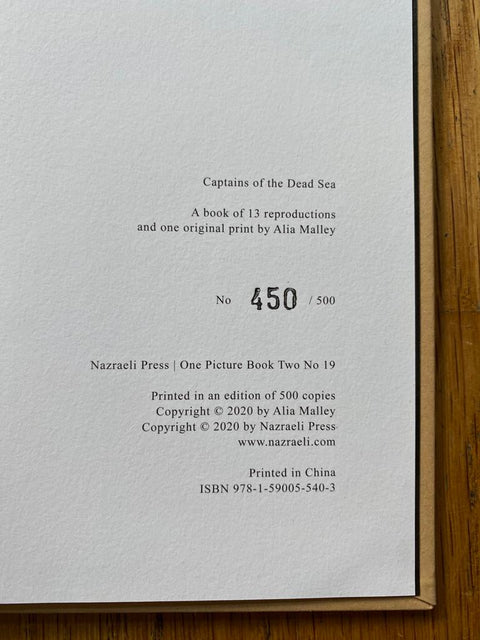 Captains of the Dead Sea
A book of 13 reproductions
and one original print by Alia Malley
No 450 / 500
Nazraeli Press | One Picture Book Two No 19
Printed in an edition of 500 copies
Copyright © 2020 by Alia Malley
Copyright © 2020 by Nazraeli Press
www.nazraeli.com
Printed in China
ISBN 978-1-59005-540-3